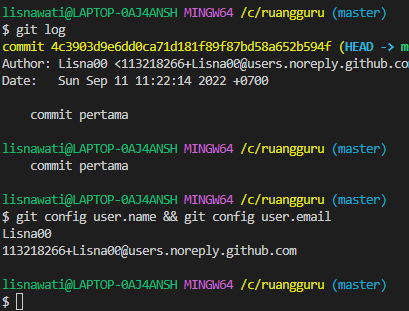 lisnawati@LAPTOP-0AJ4ANSH MINGW64 /c/ruangguru (master)
$ git log
commit 4c3903d9e6dd0ca71d181f89f87bd58a652b594f (HEAD -> m
Author: Lisna00 <113218266+Lisna00@users.noreply.github.co
Date:   Sun Sep 11 11:22:14 2022 +0700
    commit pertama
lisnawati@LAPTOP-0AJ4ANSH MINGW64 /c/ruangguru (master)
    commit pertama
lisnawati@LAPTOP-0AJ4ANSH MINGW64 /c/ruangguru (master)
$ git config user.name && git config user.email
Lisna00
113218266+Lisna00@users.noreply.github.com
lisnawati@LAPTOP-0AJ4ANSH MINGW64 /c/ruangguru (master)
$